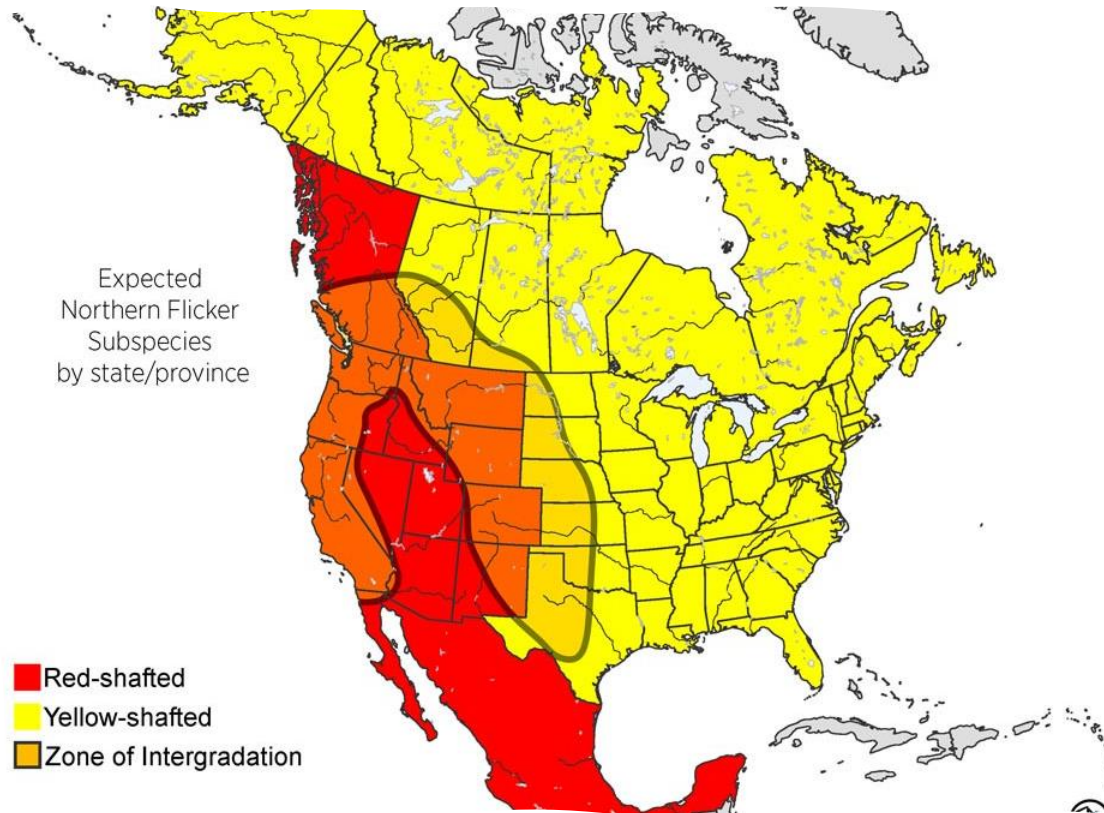 Expected
Northern Flicker
Subspecies
by state/province
Red-shafted
Yellow-shafted
Zone of Intergradation